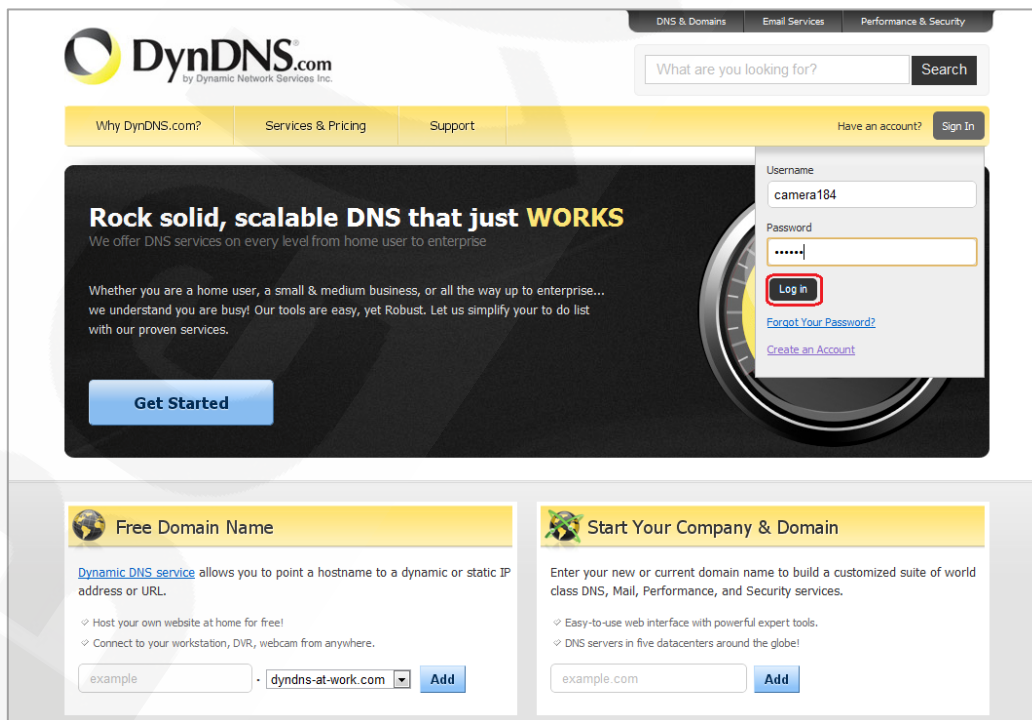 DNS & Domains Email Services Performance & Security
DynDNS.com
by Dynamic Network Services Inc.
What are you looking for? Search
Why DynDNS.com? Services & Pricing Support Have an account? Sign In
Username
camera184
Password
••••••
Log in
Forgot Your Password?
Create an Account
Rock solid, scalable DNS that just WORKS
We offer DNS services on every level from home user to enterprise
Whether you are a home user, a small & medium business, or all the way up to enterprise...
we understand you are busy! Our tools are easy, yet Robust. Let us simplify your to do list
with our proven services.
Get Started
Free Domain Name
Dynamic DNS service allows you to point a hostname to a dynamic or static IP
address or URL.
Host your own website at home for free!
Connect to your workstation, DVR, webcam from anywhere.
example - dyndns-at-work.com Add
Start Your Company & Domain
Enter your new or current domain name to build a customized suite of world
class DNS, Mail, Performance, and Security services.
Easy-to-use web interface with powerful expert tools.
DNS servers in five datacenters around the globe!
example.com Add